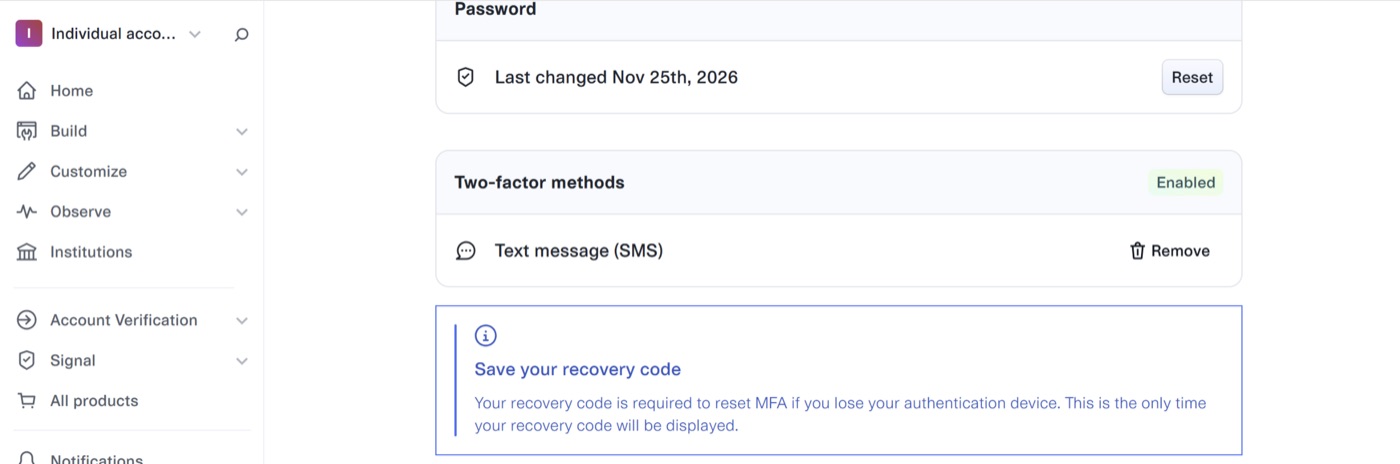 I
Individual acco...
Home
Build
Customize
Observe
Institutions
Account Verification
Signal
All products
Notifications
Password
Last changed Nov 25th, 2026
Reset
Two-factor methods
Enabled
Text message (SMS)
Remove
Save your recovery code
Your recovery code is required to reset MFA if you lose your authentication device. This is the only time
your recovery code will be displayed.